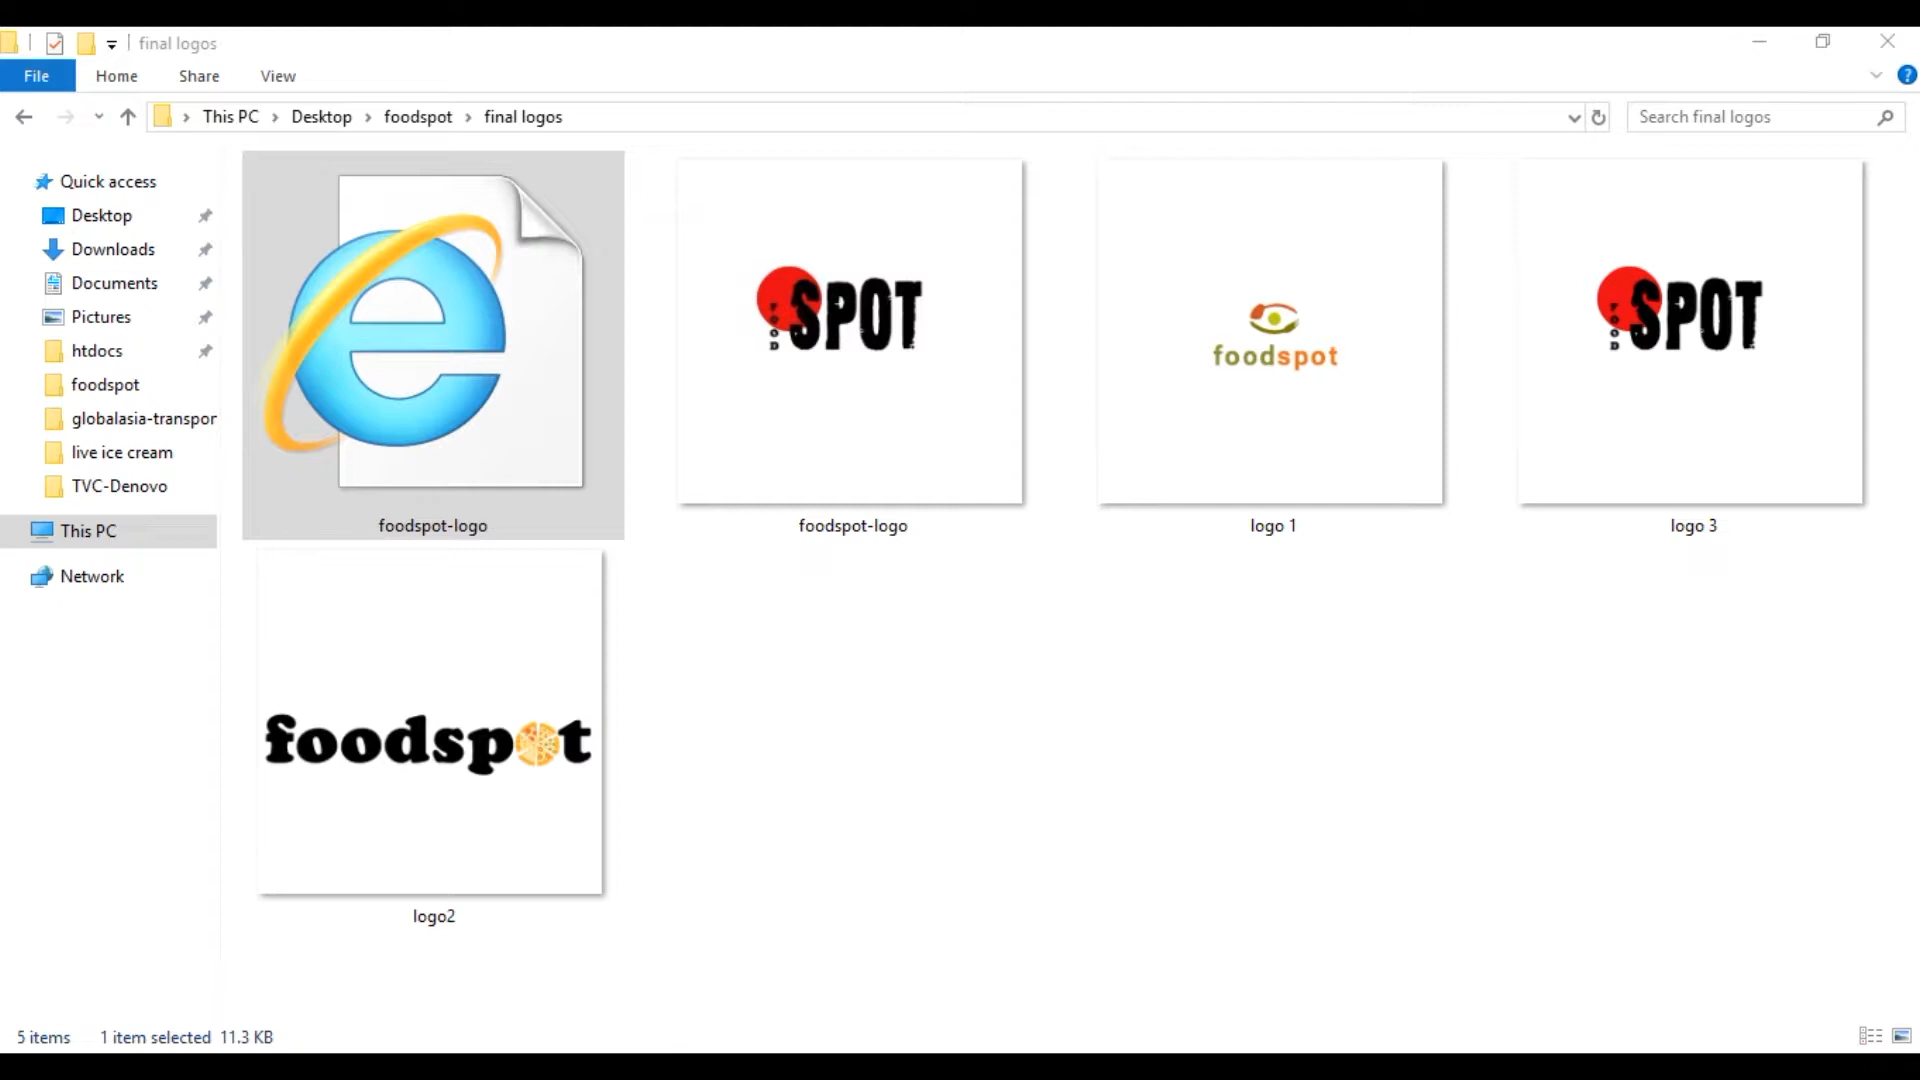 final logos
File
Home
Share
View
This PC
Desktop
foodspot
final logos
Search final logos
Quick access
Desktop
Downloads
Documents
Pictures
htdocs
foodspot
globalasia-transpor
live ice cream
TVC-Denovo
This PC
Network
FOOD
SPOT
foodspot
FOOD
SPOT
foodspot-logo
foodspot-logo
logo 1
logo 3
foodspot
logo2
5 items
1 item selected 11.3 KB